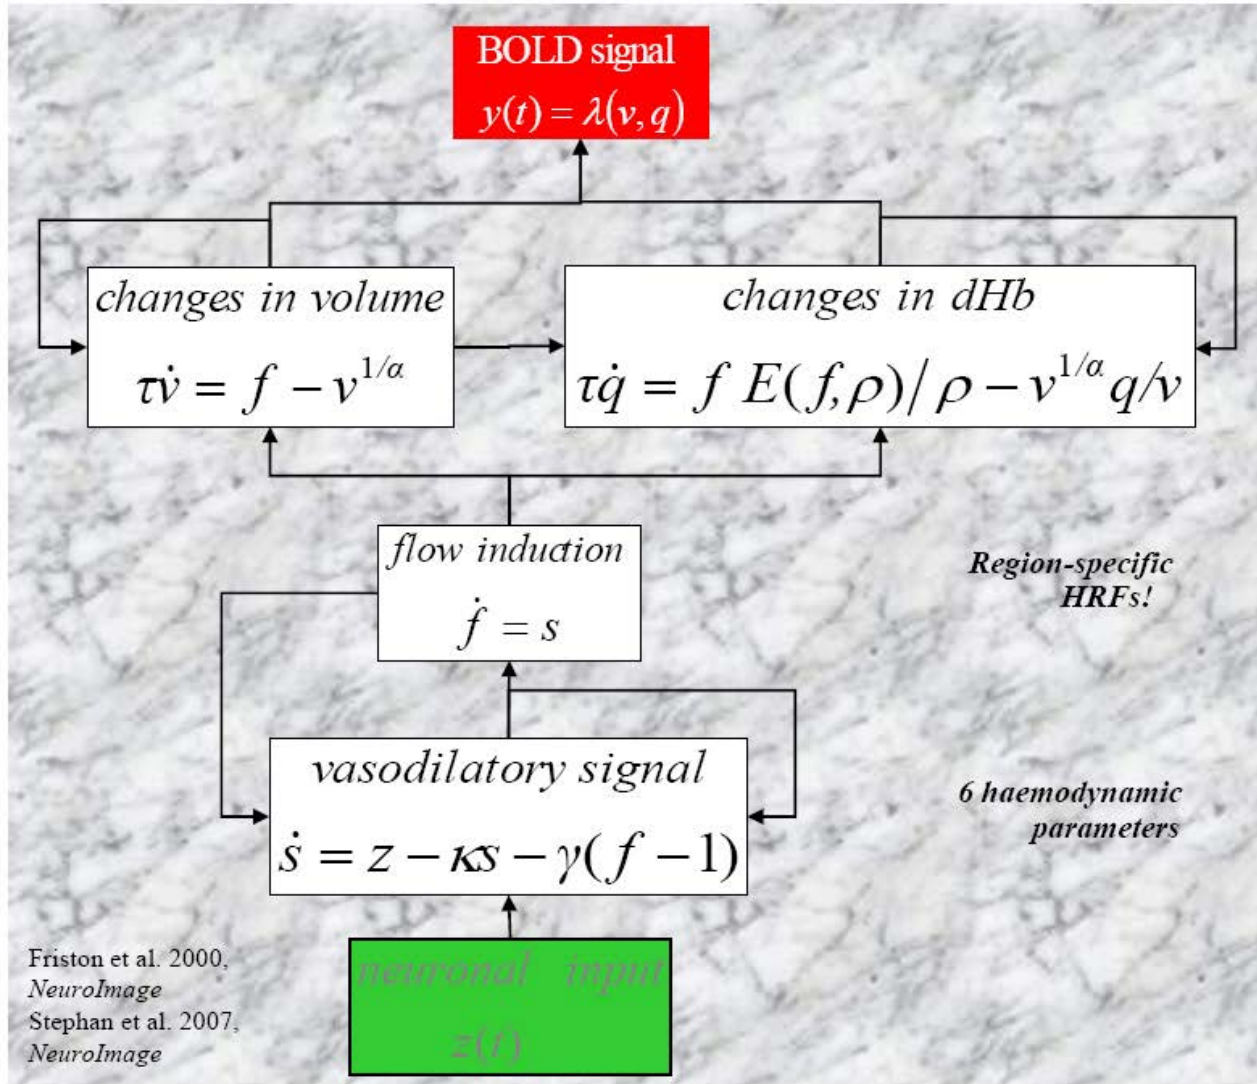 BOLD signal
y(t) = λ(v, q)
changes in volume
τv̇ = f − v^{1/α}
changes in dHb
τq̇ = f E(f,ρ)/ρ − v^{1/α} q/v
flow induction
ḟ = s
Region-specific
HRFs!
vasodilatory signal
ṡ = z − κs − γ(f − 1)
6 haemodynamic
parameters
neuronal input
z(t)
Friston et al. 2000,
NeuroImage
Stephan et al. 2007,
NeuroImage